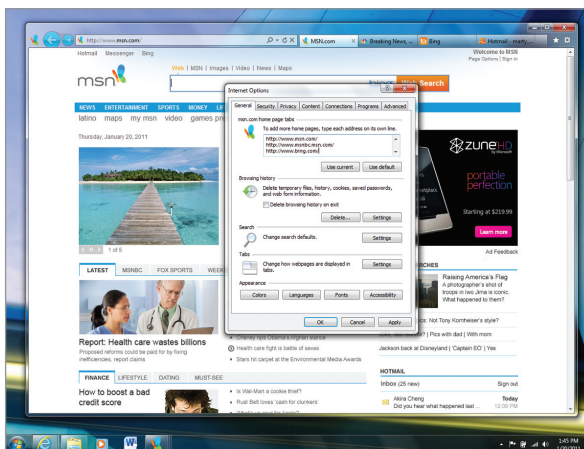 http://www.msn.com/
MSN.com
Breaking News, ...
Bing
Hotmail - marty_...
Hotmail Messenger Bing
Welcome to MSN
Page Options | Sign in
msn
Web | MSN | Images | Video | News | Maps
Web Search
NEWS ENTERTAINMENT SPORTS MONEY
latino maps my msn video games
Thursday, January 20, 2011
1 of 6
LATEST MSNBC FOX SPORTS
Report: Health care wastes billions
Proposed reforms could be paid for by fixing
inefficiencies, report claims
FINANCE LIFESTYLE DATING MUST-SEE
How to boost a bad
credit score
Internet Options
General Security Privacy Content Connections Programs Advanced
msn.com home page tabs
To add more home pages, type each address on its own line.
http://www.msn.com/
http://www.msnbc.msn.com/
http://www.bing.com/
Use current Use default
Browsing history
Delete temporary files, history, cookies, saved passwords,
and web form information.
Delete browsing history on exit
Delete... Settings
Search
Change search defaults.
Settings
Tabs
Change how webpages are displayed in
tabs.
Settings
Appearance
Colors Languages Fonts Accessibility
OK Cancel Apply
Health care fight is battle of sexes
Stars hit carpet at the Environmental Media Awards
Is Wal-Mart a cookie thief?
Rust Belt loves 'cash for clunkers'
zune HD
by Microsoft
portable
perfection
Starting at $219.99
Learn more
Ad Feedback
Raising America's Flag
A photographer's shot of
troops in Iwo Jima is iconic.
What happened to them?
Not Tony Kornheiser's style?
| Pics with dad | With mom
Jackson back at Disneyland | 'Captain EO' | Yes
HOTMAIL
Inbox (25 new) Sign out
Akira Cheng Today
Did you hear what happened last ... 12:09 PM
1:45 PM
1/20/2011